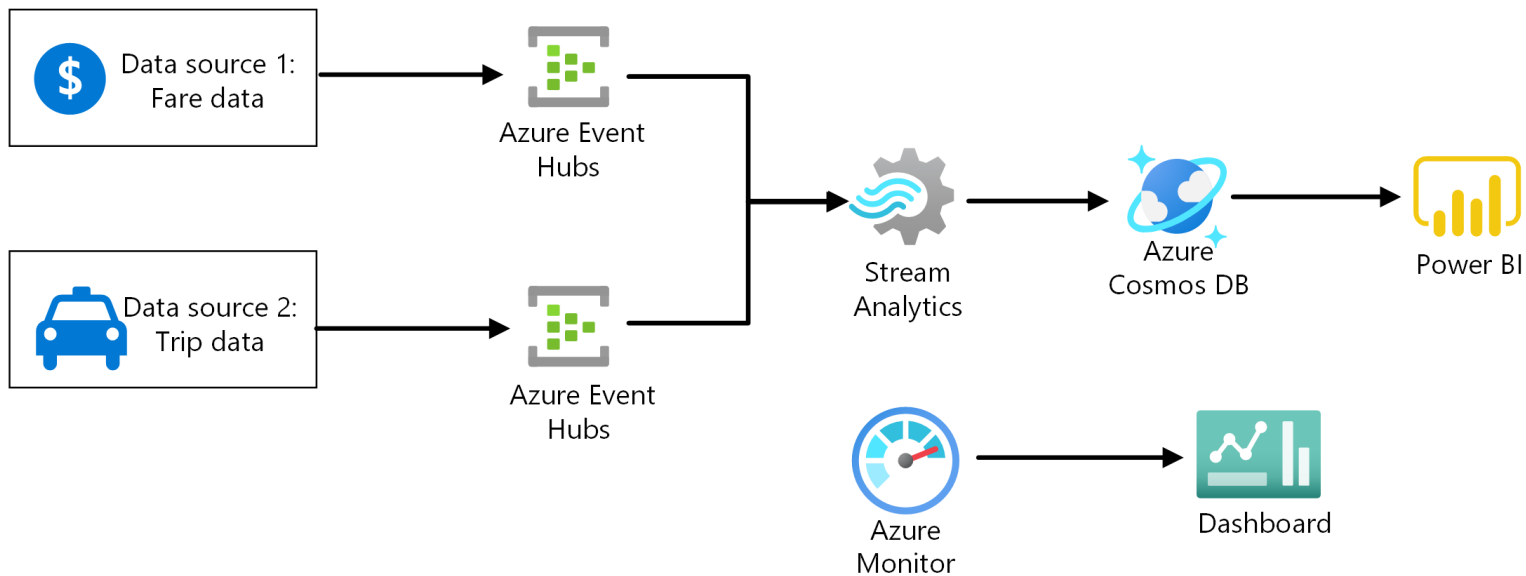 Data source 1:
Fare data
Azure Event
Hubs
Data source 2:
Trip data
Azure Event
Hubs
Stream
Analytics
Azure
Cosmos DB
Power BI
Azure
Monitor
Dashboard